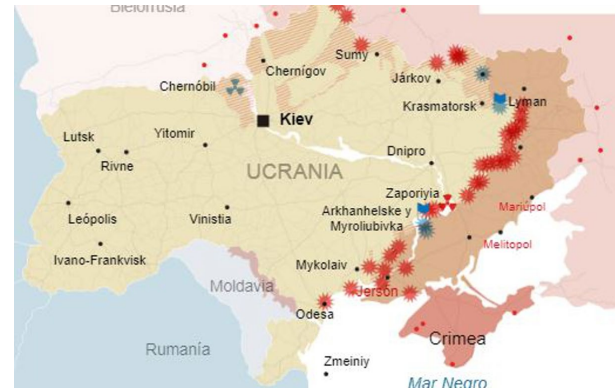 Bielorrusia
Sumy
Chernígov
Chernóbil
Járkov
Krasmatorsk
Lyman
Kiev
Lutsk
Yitomir
Rivne
Dnipro
UCRANIA
Zaporiyia
Leópolis
Vinistia
Arkhanhelske y
Myroliubivka
Mariúpol
Melitopol
Ivano-Frankvisk
Mykolaiv
Moldavia
Jersón
Odesa
Crimea
Rumanía
Zmeiniy
Mar Negro